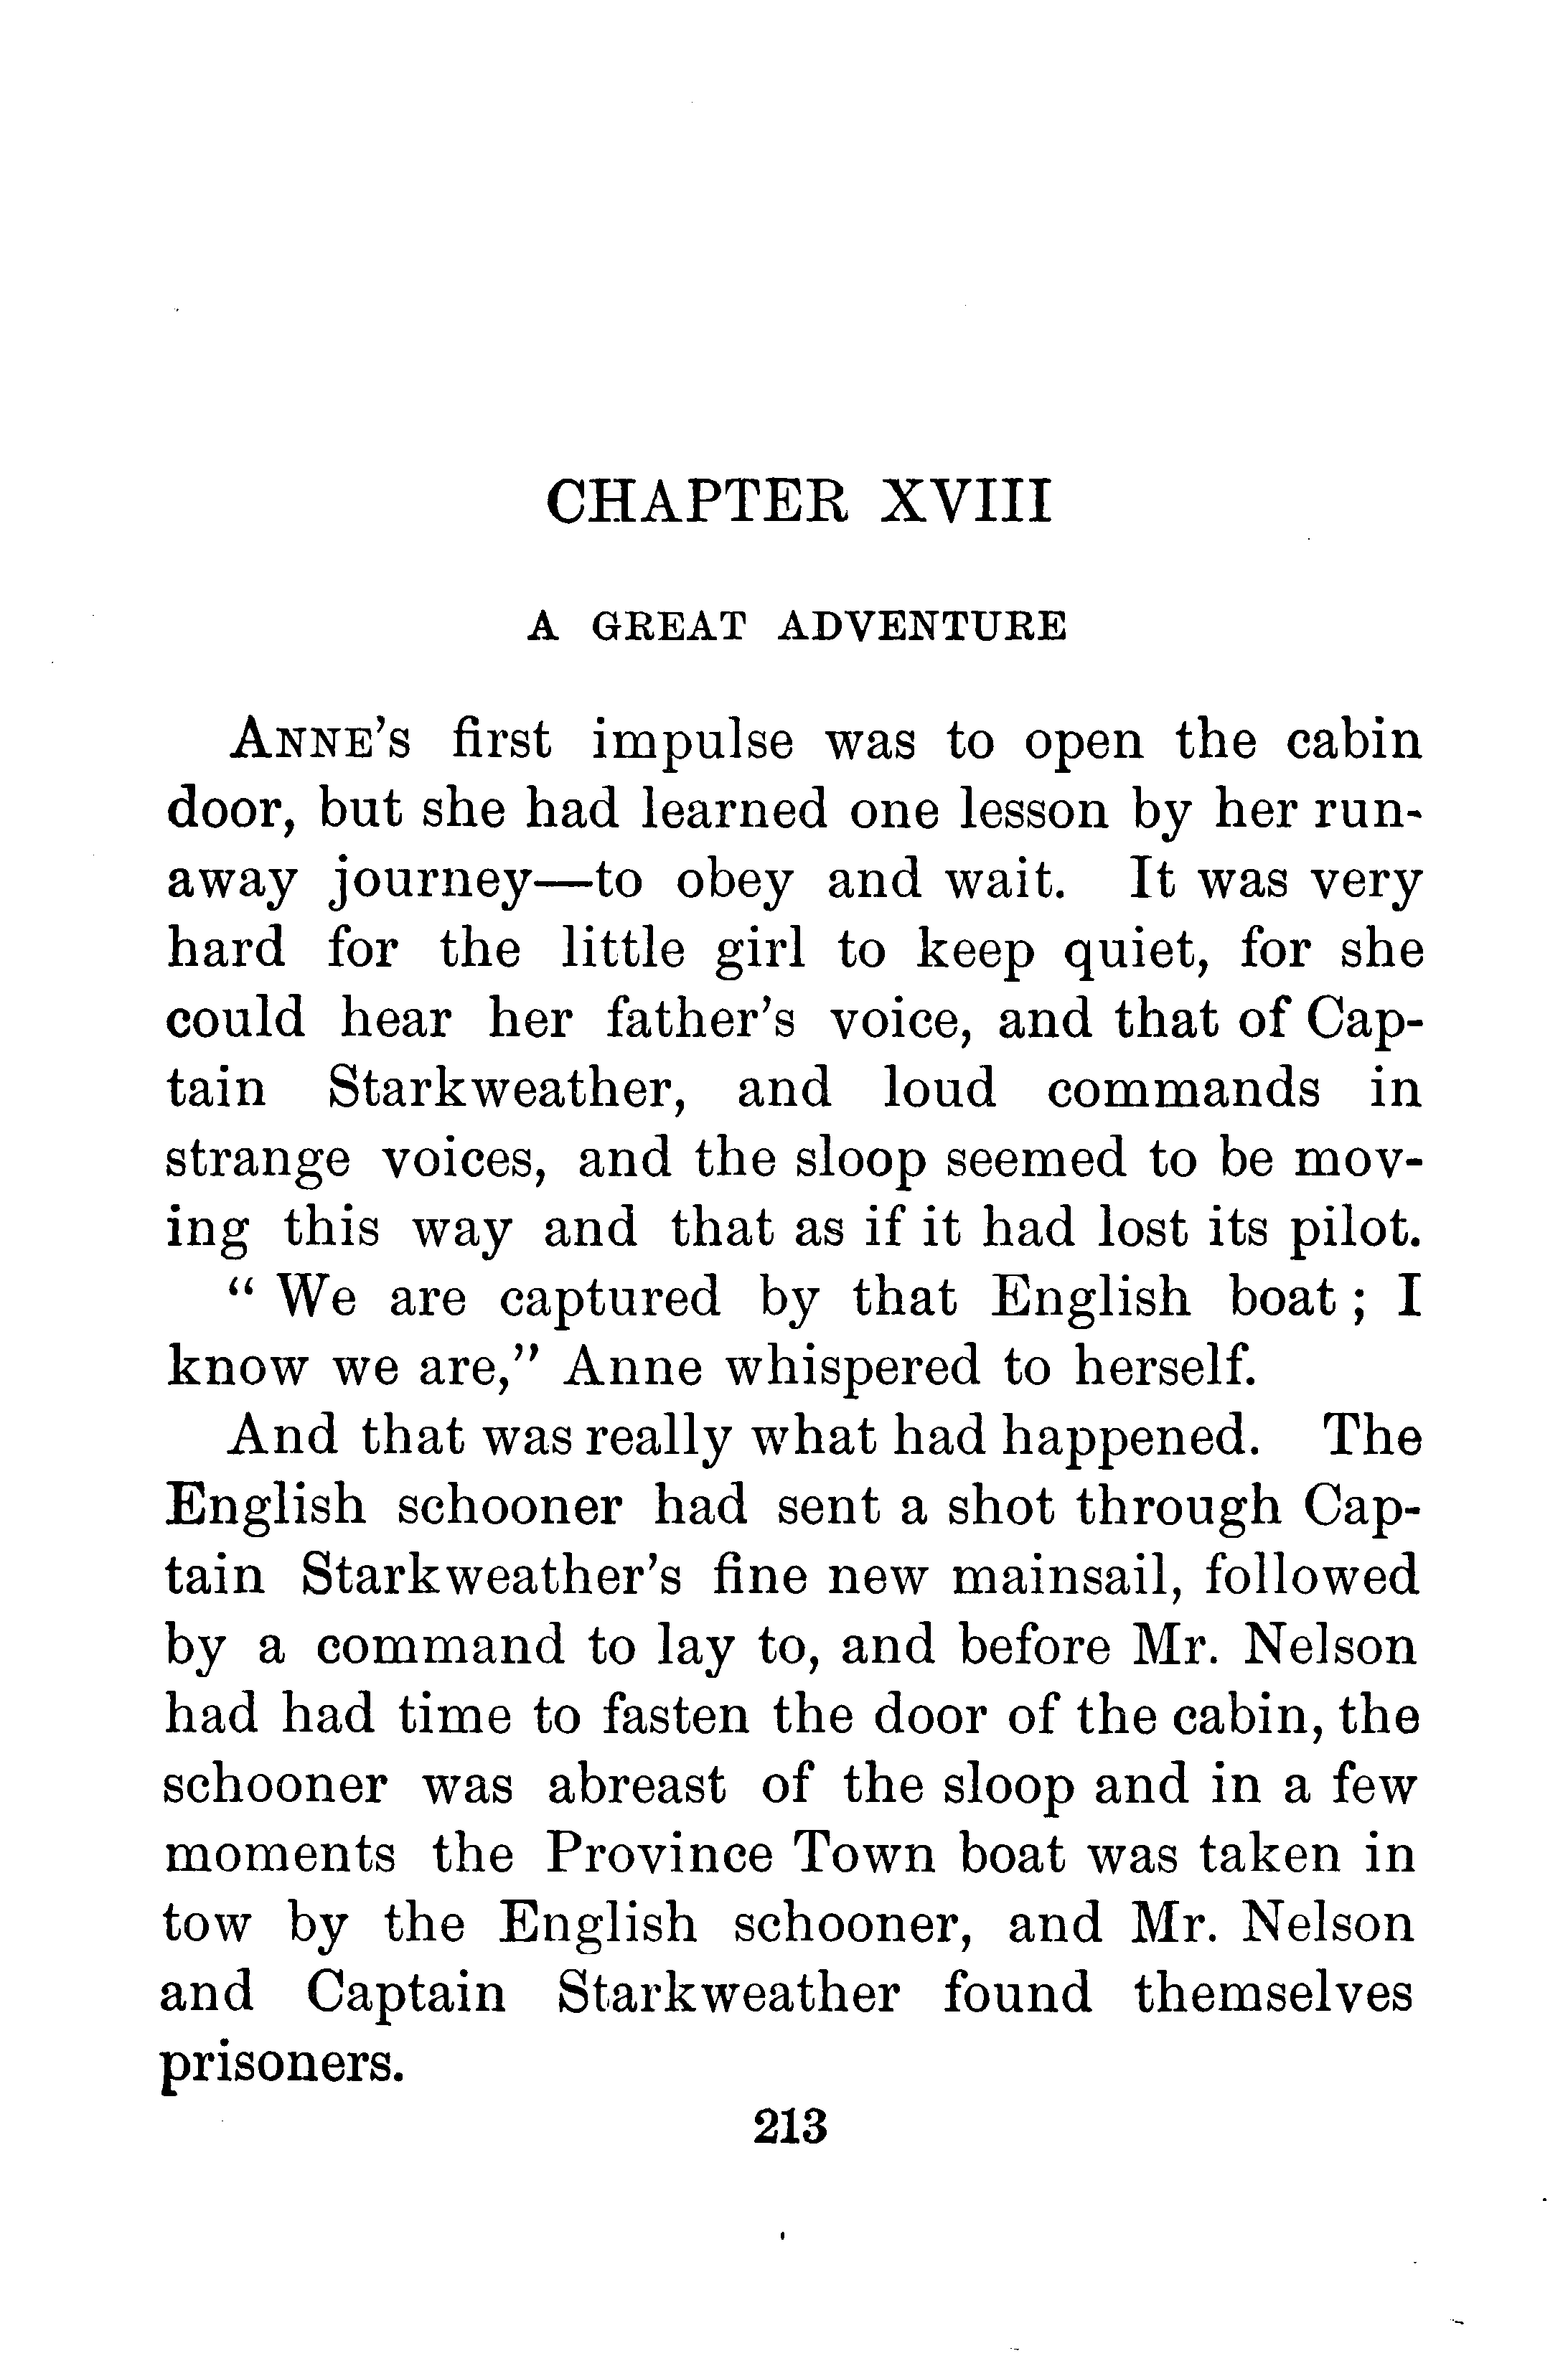 CHAPTER XVIII
A GREAT ADVENTURE
ANNE'S first impulse was to open the cabin
door, but she had learned one lesson by her run-
away journey—to obey and wait. It was very
hard for the little girl to keep quiet, for she
could hear her father's voice, and that of Cap-
tain Starkweather, and loud commands in
strange voices, and the sloop seemed to be mov-
ing this way and that as if it had lost its pilot.
“ We are captured by that English boat ; I
know we are,” Anne whispered to herself.
And that was really what had happened. The
English schooner had sent a shot through Cap-
tain Starkweather's fine new mainsail, followed
by a command to lay to, and before Mr. Nelson
had had time to fasten the door of the cabin, the
schooner was abreast of the sloop and in a few
moments the Province Town boat was taken in
tow by the English schooner, and Mr. Nelson
and Captain Starkweather found themselves
prisoners.
213